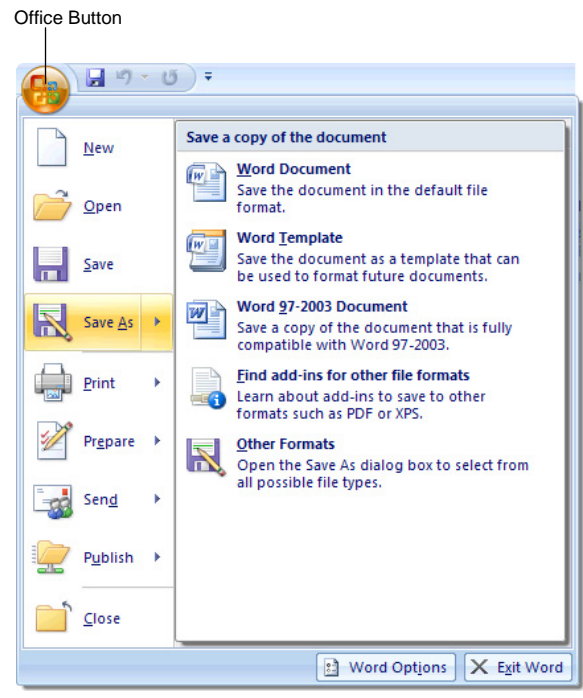 Office Button
New
Open
Save
Save As
Print
Prepare
Send
Publish
Close
Save a copy of the document
Word Document
Save the document in the default file
format.
Word Template
Save the document as a template that can
be used to format future documents.
Word 97-2003 Document
Save a copy of the document that is fully
compatible with Word 97-2003.
Find add-ins for other file formats
Learn about add-ins to save to other
formats such as PDF or XPS.
Other Formats
Open the Save As dialog box to select from
all possible file types.
Word Options
Exit Word